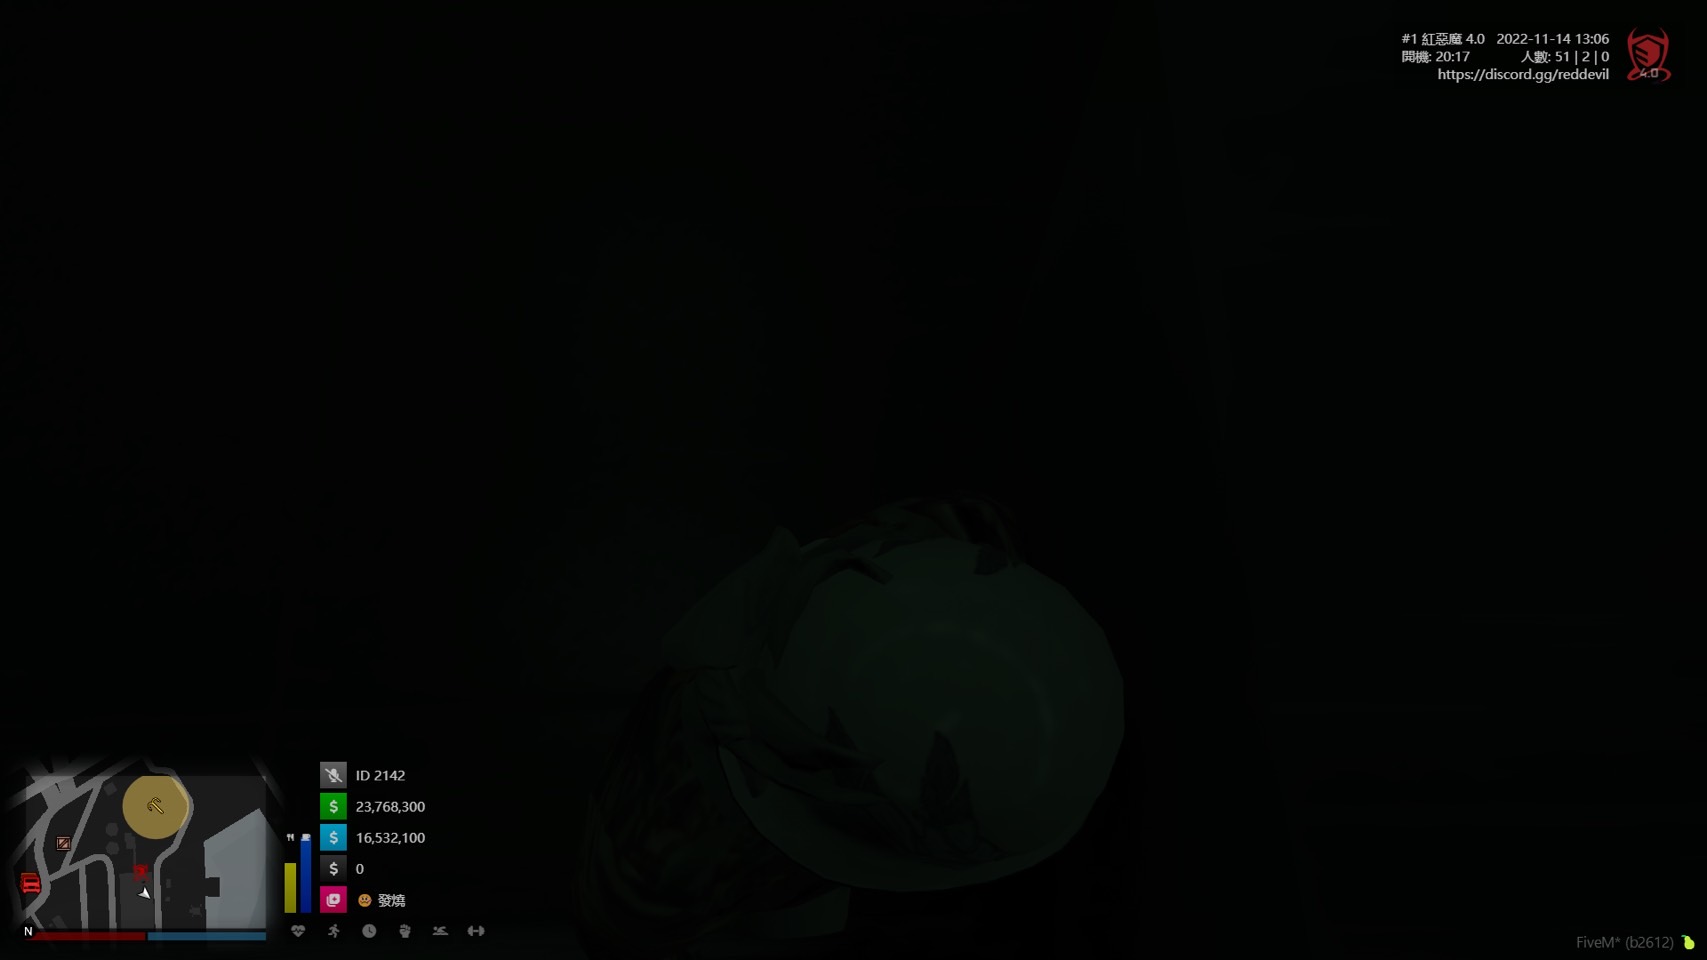 #1 紅惡魔 4.0 2022-11-14 13:06
開機: 20:17 人數: 51 | 2 | 0
https://discord.gg/reddevil
4.0
ID 2142
$ 23,768,300
$ 16,532,100
$ 0
發燒
N
FiveM* (b2612)